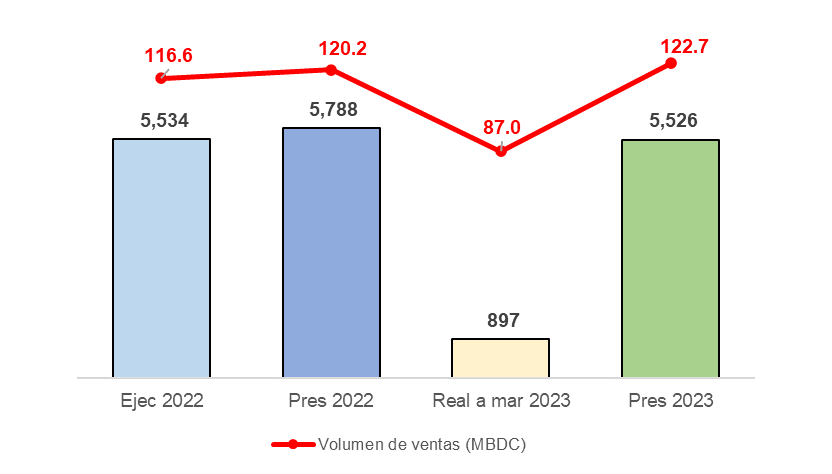 116.6
120.2
87.0
122.7
5,534
5,788
897
5,526
Ejec 2022
Pres 2022
Real a mar 2023
Pres 2023
Volumen de ventas (MBDC)